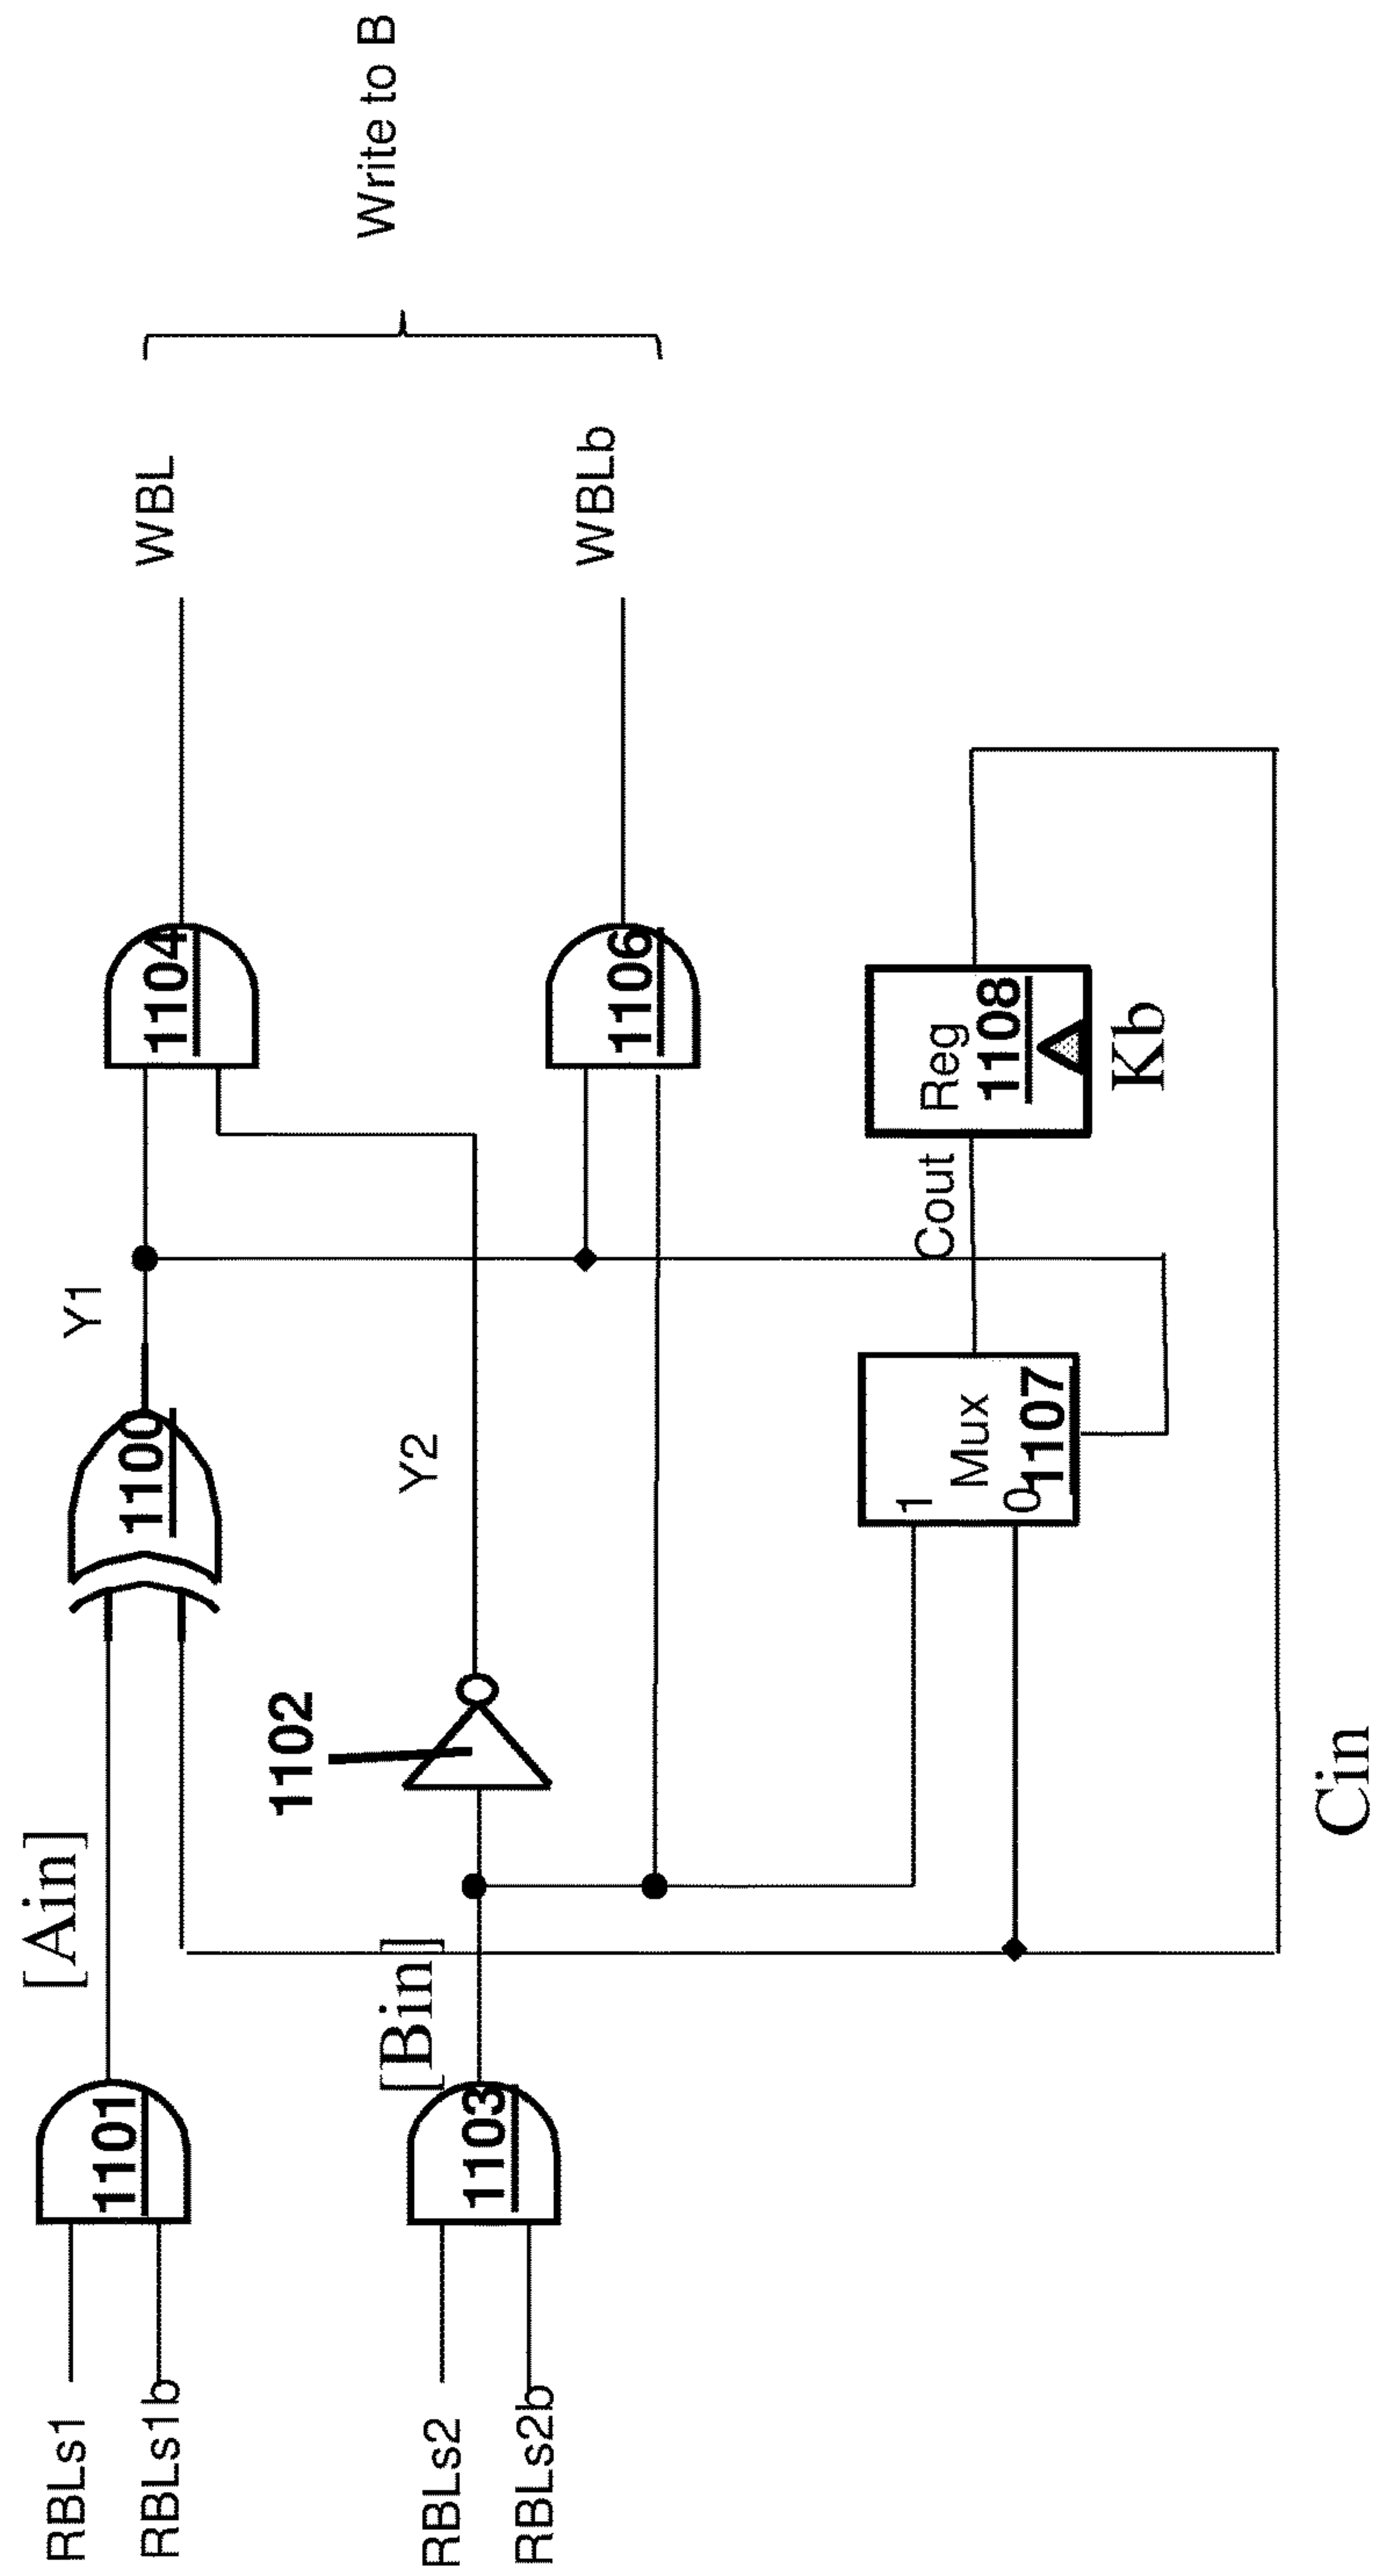 RBLs1
RBLs1b
1101
[Ain]
1100
Y1
1104
WBL
RBLs2
RBLs2b
1103
[Bin]
1102
Y2
1106
WBLb
Write to B
1
0
Mux
1107
Cout
Reg
1108
Kb
Cin